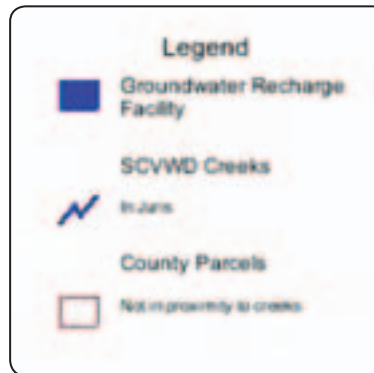 Legend
Groundwater Recharge
Facility
SCVWD Creeks
In Juris
County Parcels
Not in proximity to creeks